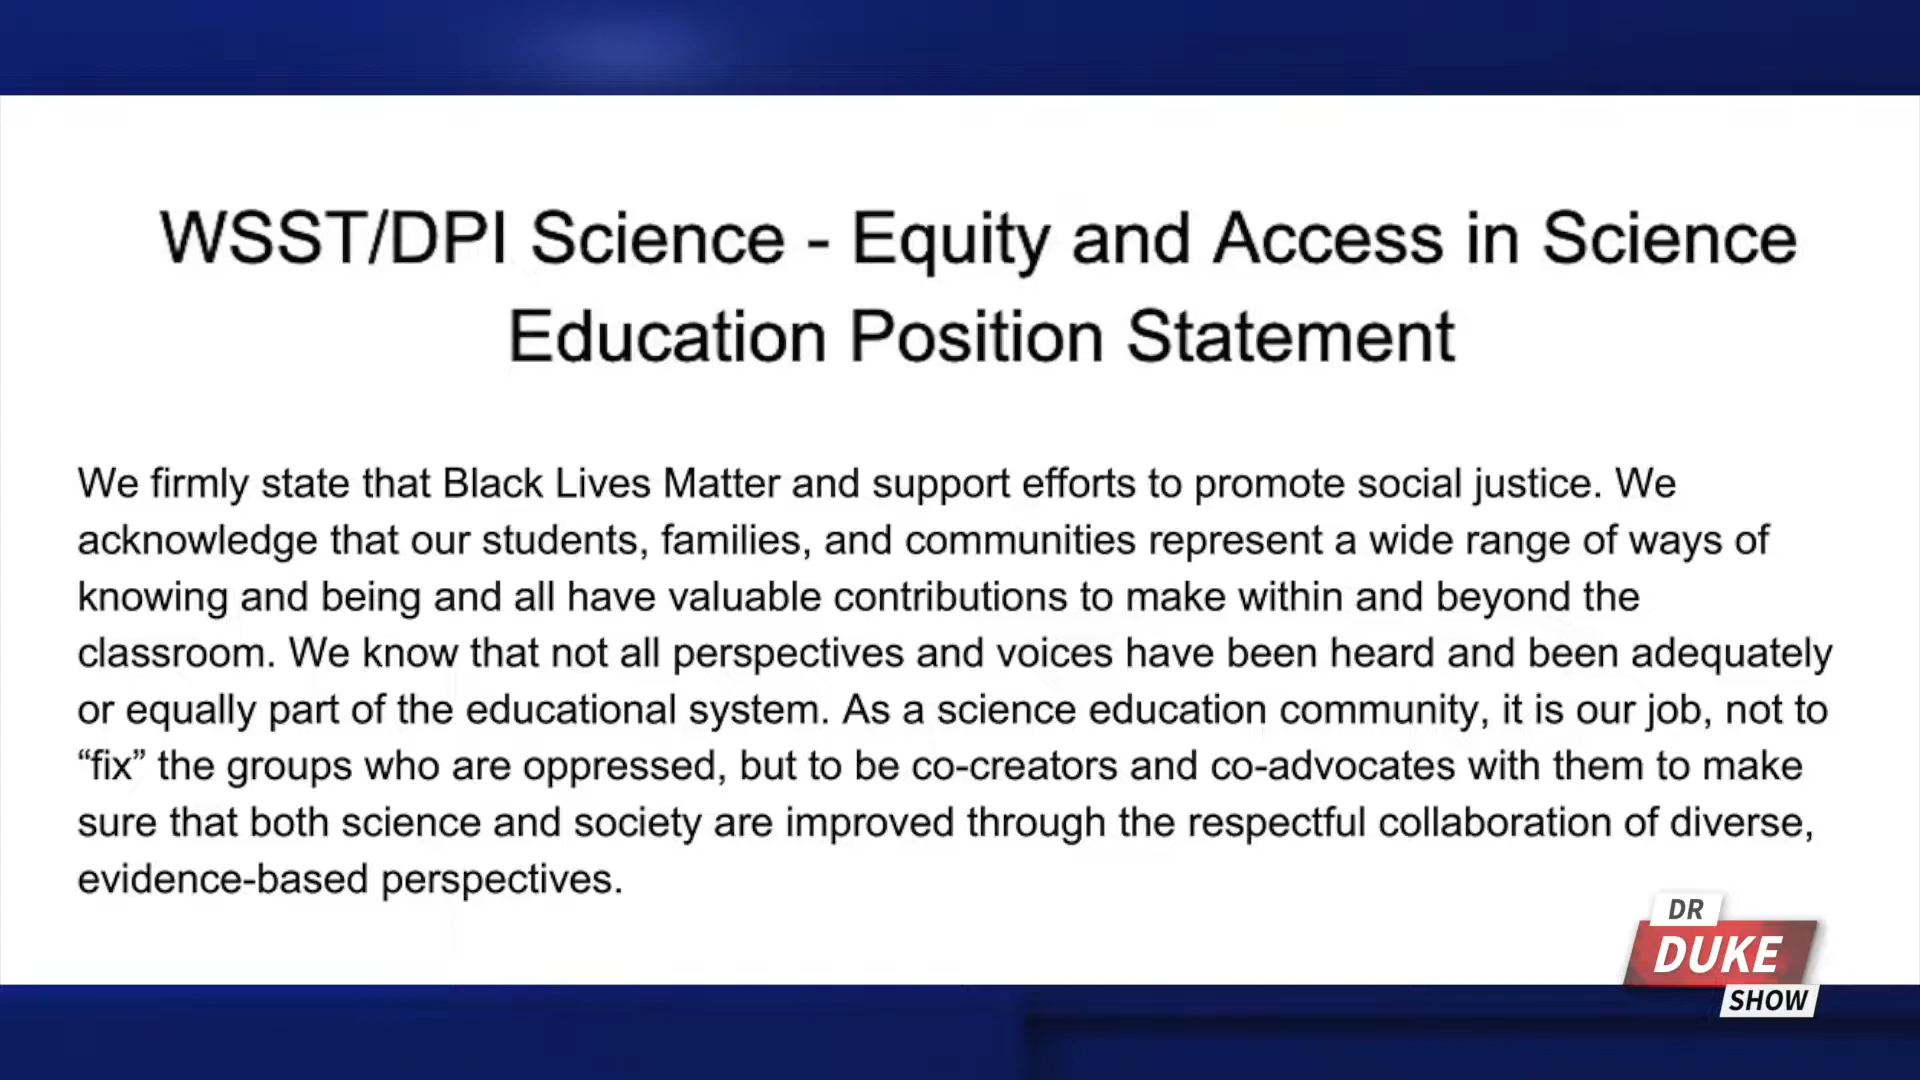 WSST/DPI Science - Equity and Access in Science
Education Position Statement
We firmly state that Black Lives Matter and support efforts to promote social justice. We
acknowledge that our students, families, and communities represent a wide range of ways of
knowing and being and all have valuable contributions to make within and beyond the
classroom. We know that not all perspectives and voices have been heard and been adequately
or equally part of the educational system. As a science education community, it is our job, not to
“fix” the groups who are oppressed, but to be co-creators and co-advocates with them to make
sure that both science and society are improved through the respectful collaboration of diverse,
evidence-based perspectives.
DR
DUKE
SHOW